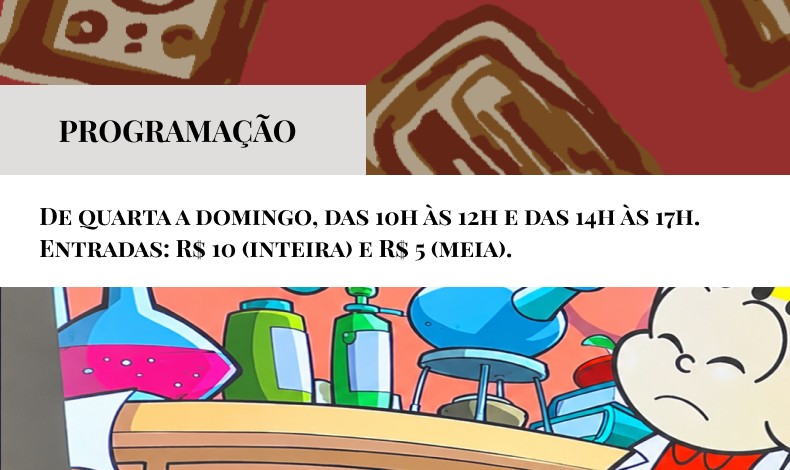 PROGRAMAÇÃO
De quarta a domingo, das 10h às 12h e das 14h às 17h.
Entradas: R$ 10 (inteira) e R$ 5 (meia).